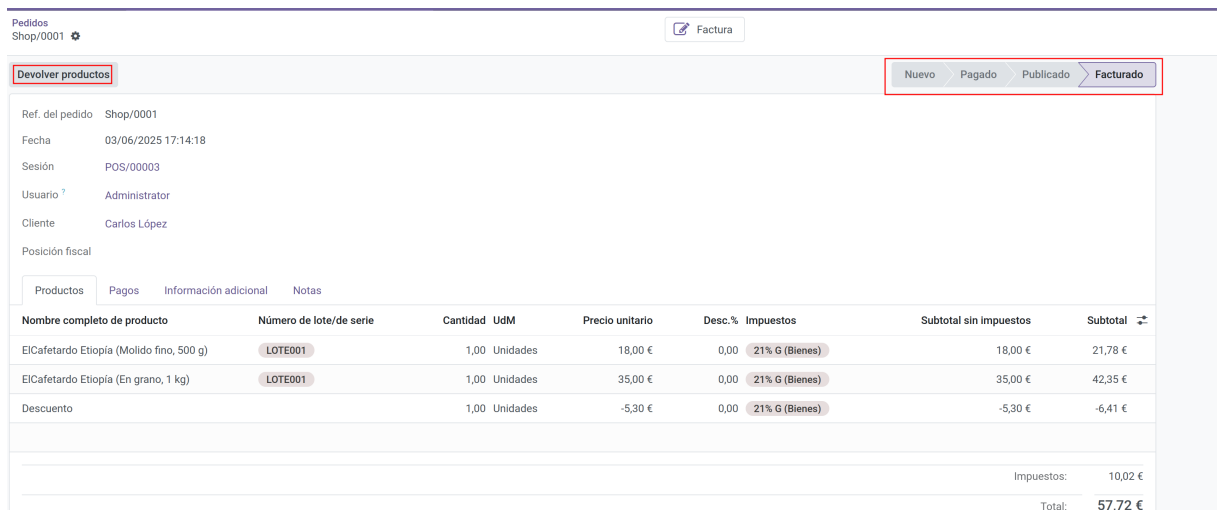 Pedidos
Shop/0001
Factura
Devolver productos
Nuevo Pagado Publicado Facturado
Ref. del pedido Shop/0001
Fecha 03/06/2025 17:14:18
Sesión POS/00003
Usuario ? Administrator
Cliente Carlos López
Posición fiscal
Productos Pagos Información adicional Notas
Nombre completo de producto Número de lote/de serie Cantidad UdM Precio unitario Desc.% Impuestos Subtotal sin impuestos Subtotal
ElCafetardo Etiopía (Molido fino, 500 g) LOTE001 1,00 Unidades 18,00 € 0,00 21% G (Bienes) 18,00 € 21,78 €
ElCafetardo Etiopía (En grano, 1 kg) LOTE001 1,00 Unidades 35,00 € 0,00 21% G (Bienes) 35,00 € 42,35 €
Descuento 1,00 Unidades -5,30 € 0,00 21% G (Bienes) -5,30 € -6,41 €
Impuestos: 10,02 €
Total: 57,72 €